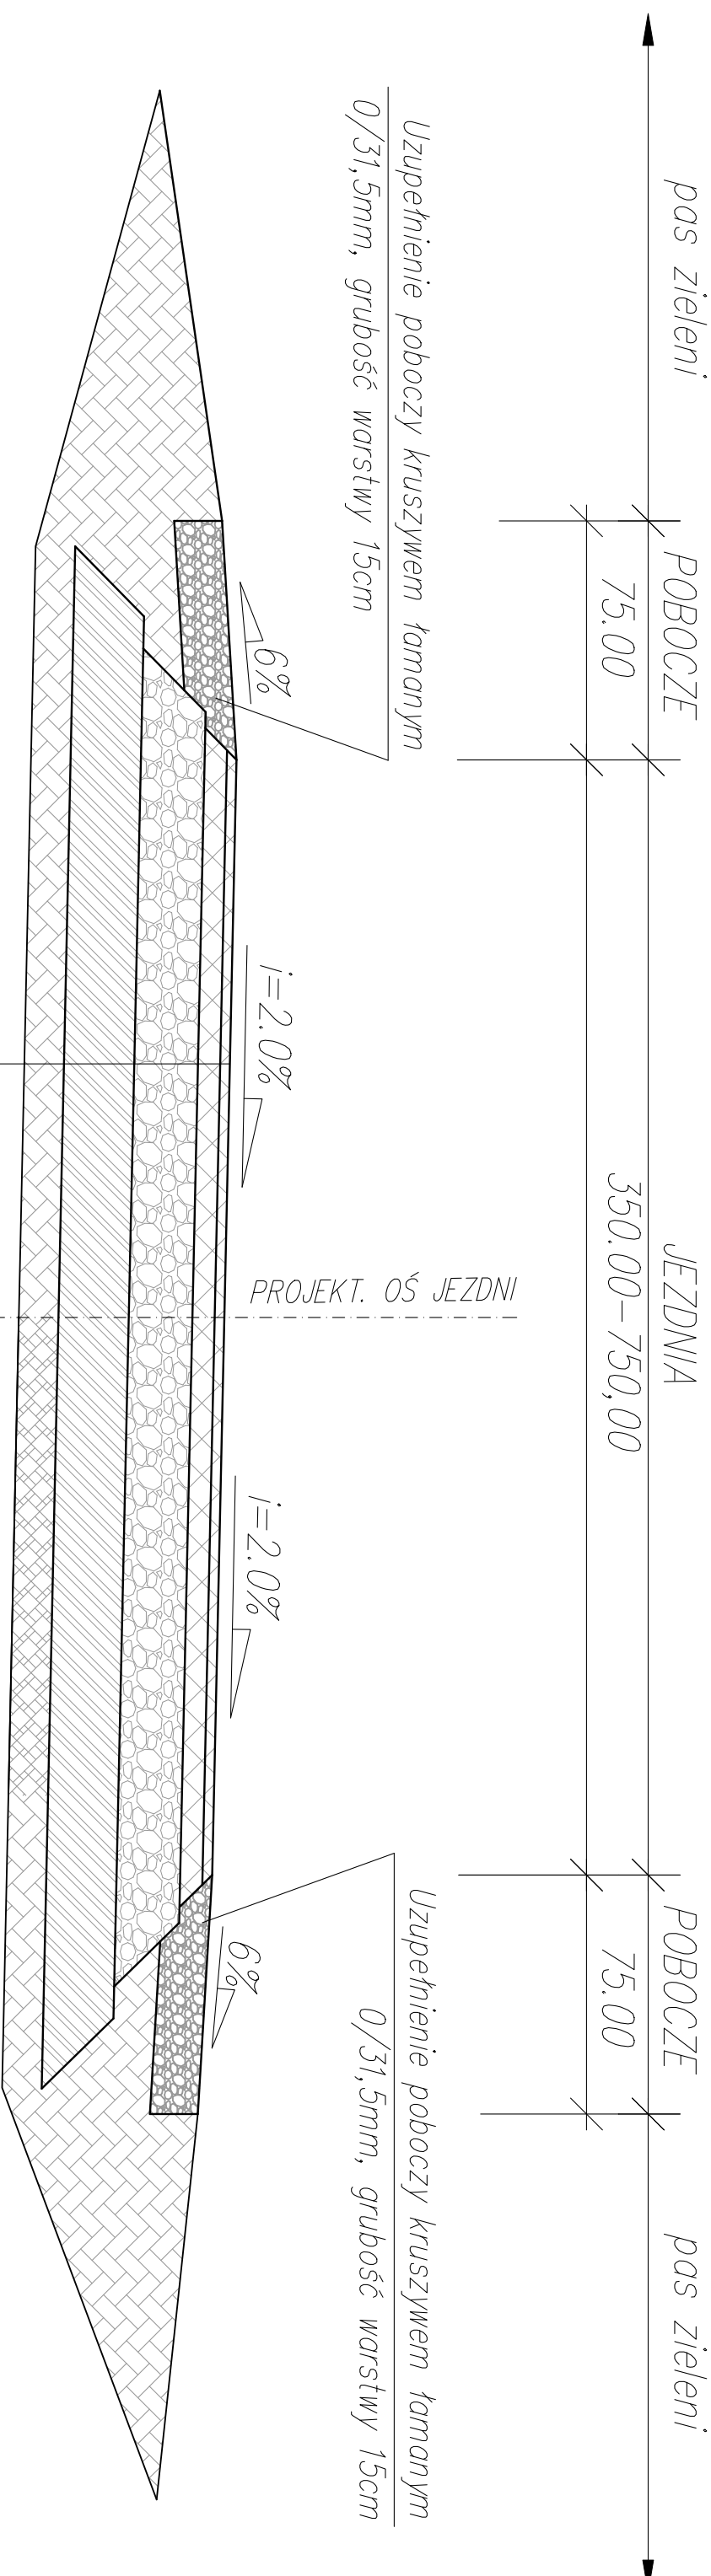 pas zieleni
POBOCZE
JEZDNIA
POBOCZE
pas zieleni
75.00
350.00-750,00
75.00
Uzupełnienie poboczy kruszywem łamanym
0/31,5mm, grubość warstwy 15cm
Uzupełnienie poboczy kruszywem łamanym
0/31,5mm, grubość warstwy 15cm
PROJEKT. OŚ JEZDNI
6%
i=2.0%
i=2.0%
6%